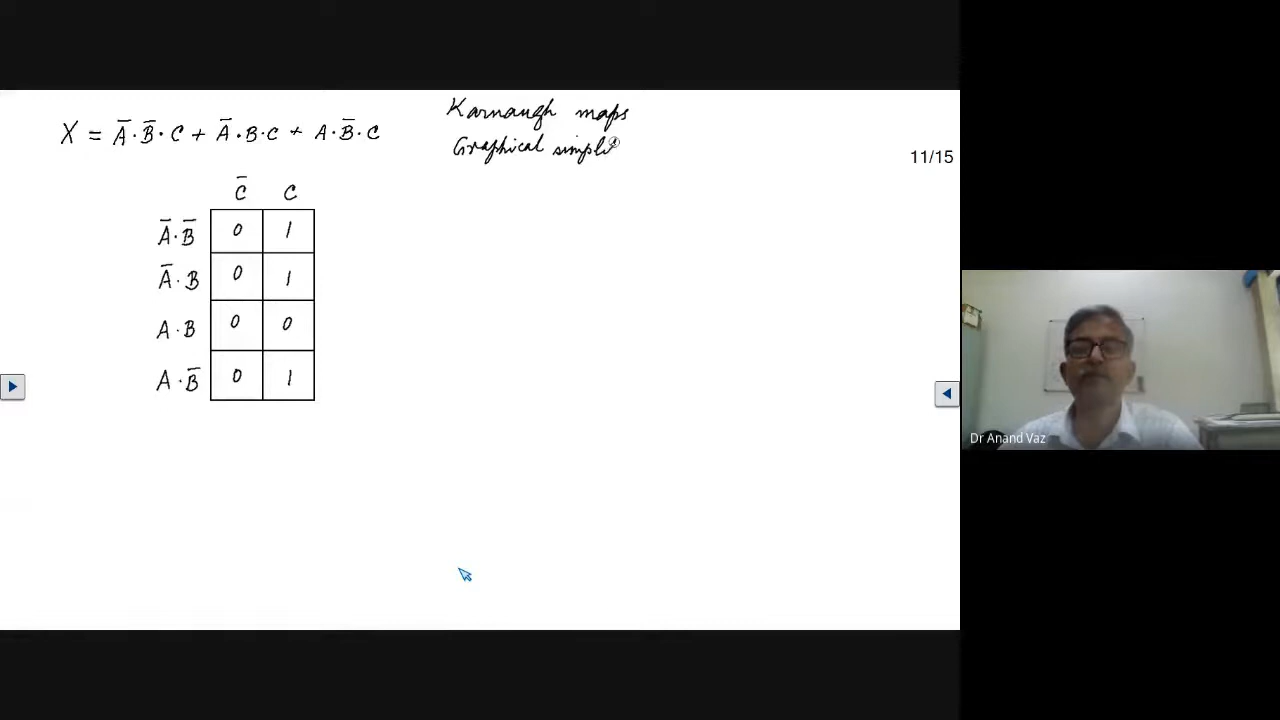 X = A̅·B̅·C + A̅·B·C + A·B̅·C
Karnaugh maps
Graphical simpli
11/15
C̅ C
A̅·B̅ 0 1
A̅·B 0 1
A·B 0 0
A·B̅ 0 1
Dr Anand Vaz